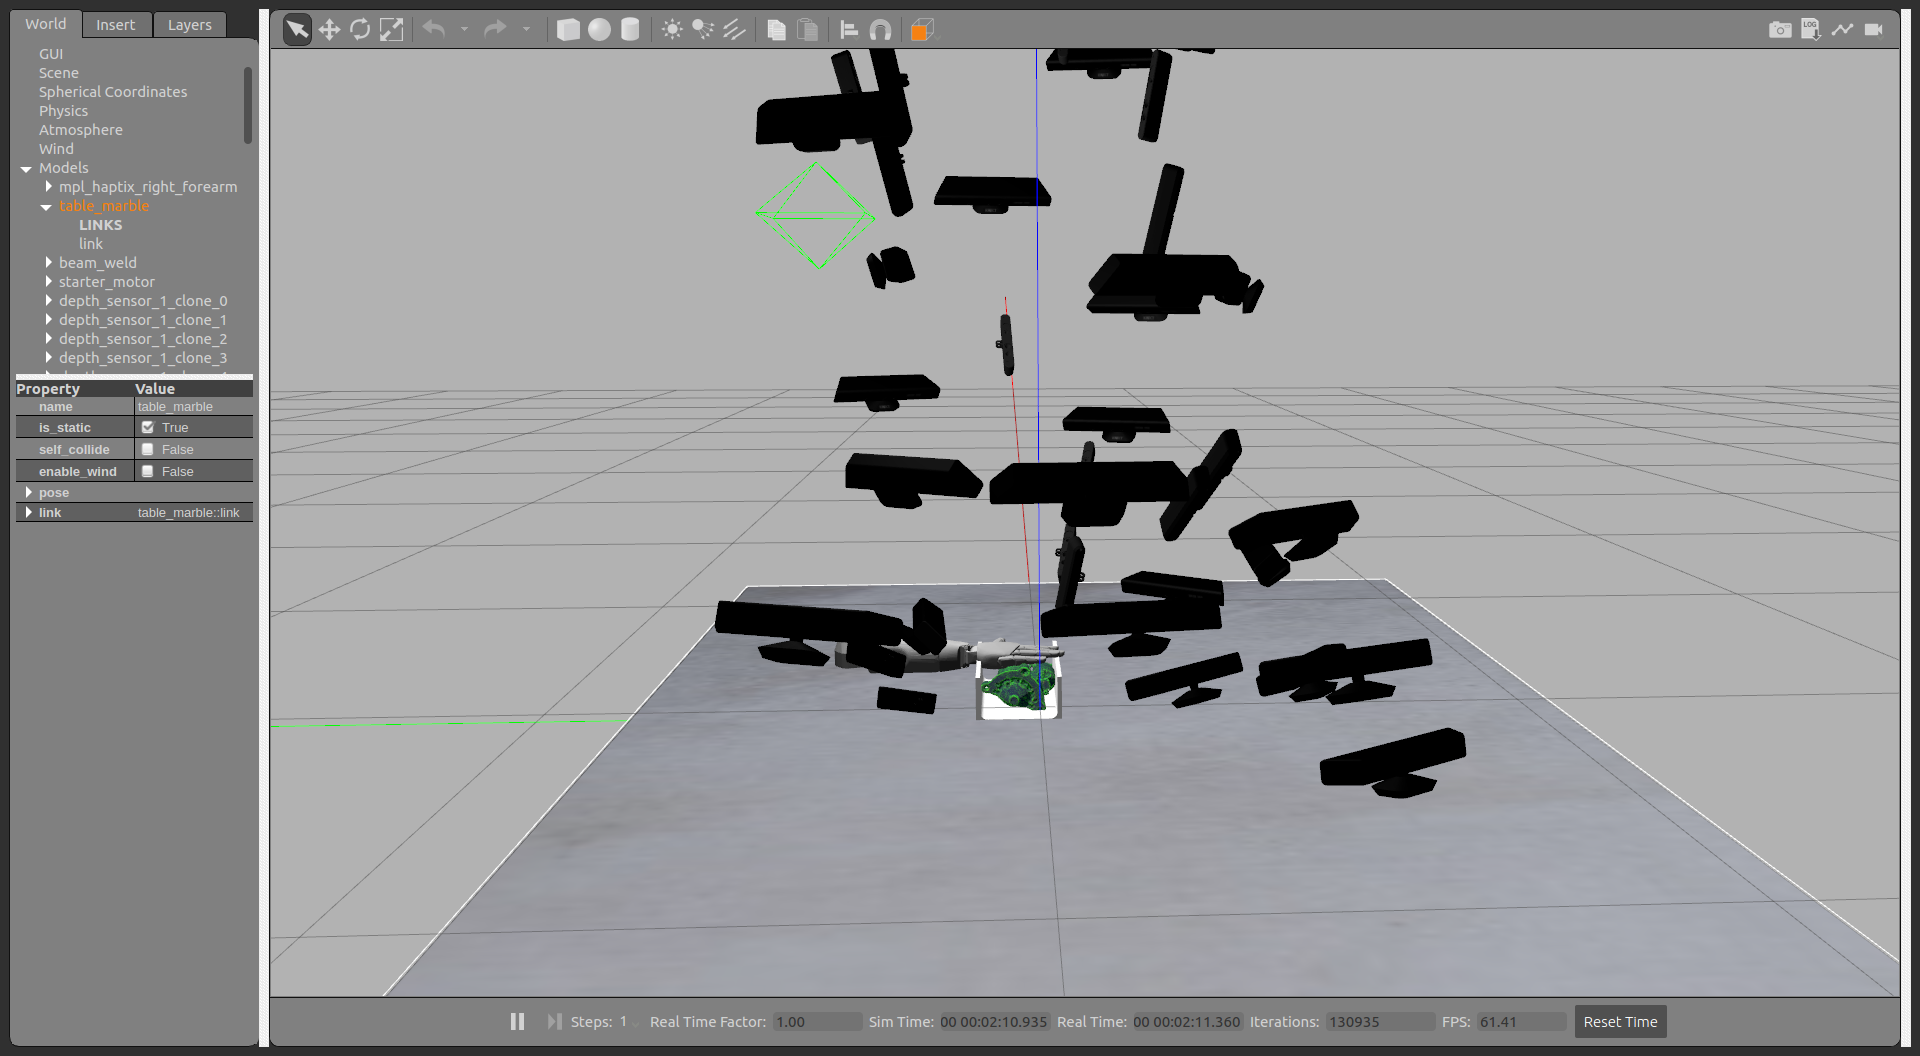 World Insert Layers
GUI
Scene
Spherical Coordinates
Physics
Atmosphere
Wind
Models
mpl_haptix_right_forearm
table_marble
LINKS
link
beam_weld
starter_motor
depth_sensor_1_clone_0
depth_sensor_1_clone_1
depth_sensor_1_clone_2
depth_sensor_1_clone_3
Property Value
name table_marble
is_static True
self_collide False
enable_wind False
pose
link table_marble::link
LOG
Steps: 1 Real Time Factor: 1.00 Sim Time: 00 00:02:10.935 Real Time: 00 00:02:11.360 Iterations: 130935 FPS: 61.41 Reset Time